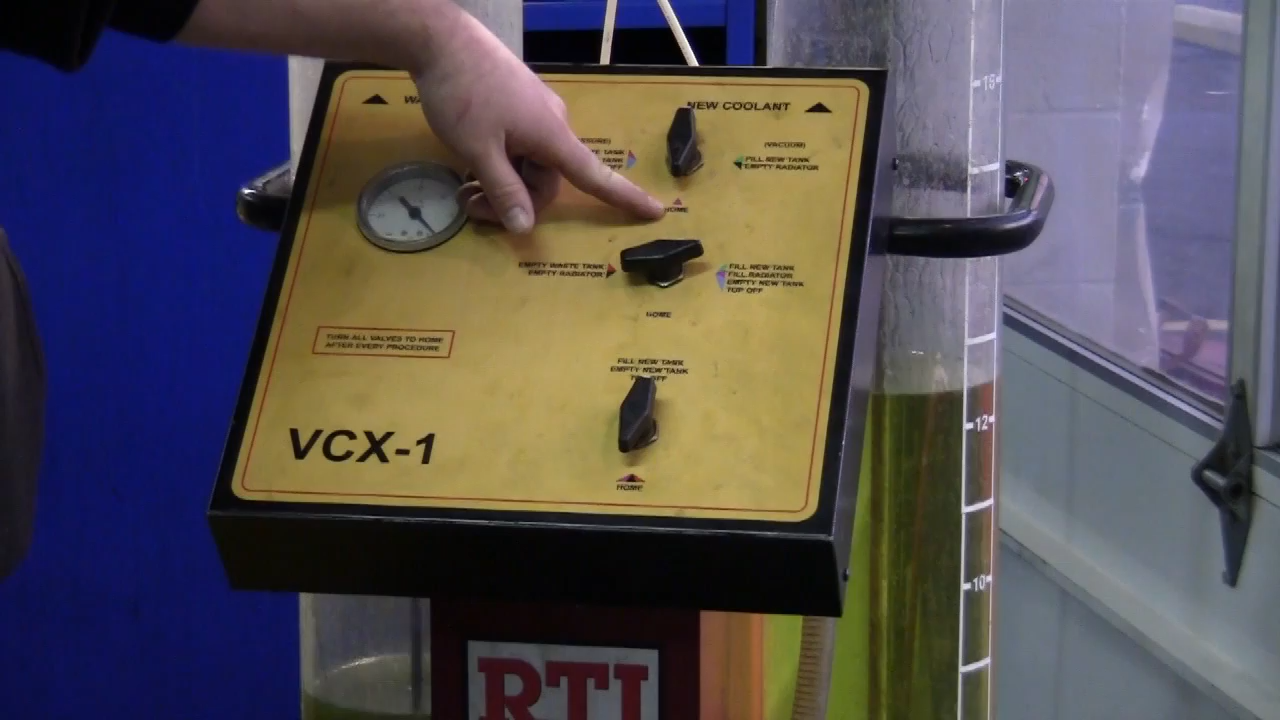 NEW COOLANT
(VACUUM)
FILL NEW TANK
EMPTY RADIATOR
HOME
EMPTY WASTE TANK
EMPTY RADIATOR
FILL NEW TANK
FILL RADIATOR
EMPTY NEW TANK
TOP OFF
HOME
TURN ALL VALVES TO HOME
AFTER EVERY PROCEDURE
FILL NEW TANK
EMPTY NEW TANK
VCX-1
HOME
RTI
12
10